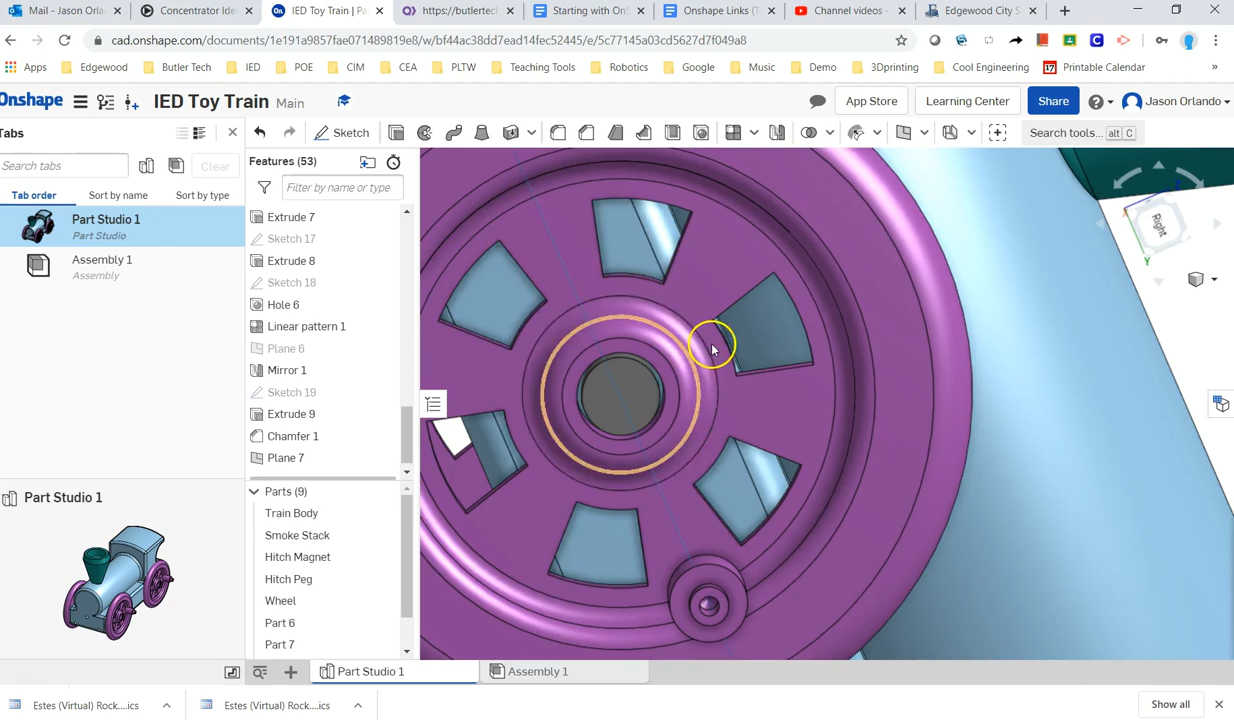 Mail - Jason Orlando
Concentrator Ide
IED Toy Train | Pa
https://butlertech
Starting with OnS
Onshape Links (T
Channel videos -
Edgewood City S
cad.onshape.com/documents/1e191a9857fae071489819e8/w/bf44ac38dd7ead14fec52445/e/5c77145a03cd5627d7f049a8
Apps
Edgewood
Butler Tech
IED
POE
CIM
CEA
PLTW
Teaching Tools
Robotics
Google
Music
Demo
3Dprinting
Cool Engineering
17
Printable Calendar
»
Onshape
IED Toy Train
Main
App Store
Learning Center
Share
Jason Orlando
Tabs
Sketch
Search tools...
alt
C
Search tabs
Clear
Features (53)
Filter by name or type
Tab order
Sort by name
Sort by type
Part Studio 1
Part Studio
Assembly 1
Assembly
Extrude 7
Sketch 17
Extrude 8
Sketch 18
Hole 6
Linear pattern 1
Plane 6
Mirror 1
Sketch 19
Extrude 9
Chamfer 1
Plane 7
Right
Y
Part Studio 1
Parts (9)
Train Body
Smoke Stack
Hitch Magnet
Hitch Peg
Wheel
Part 6
Part 7
Part Studio 1
Assembly 1
Estes (Virtual) Rock....ics
Estes (Virtual) Rock....ics
Show all